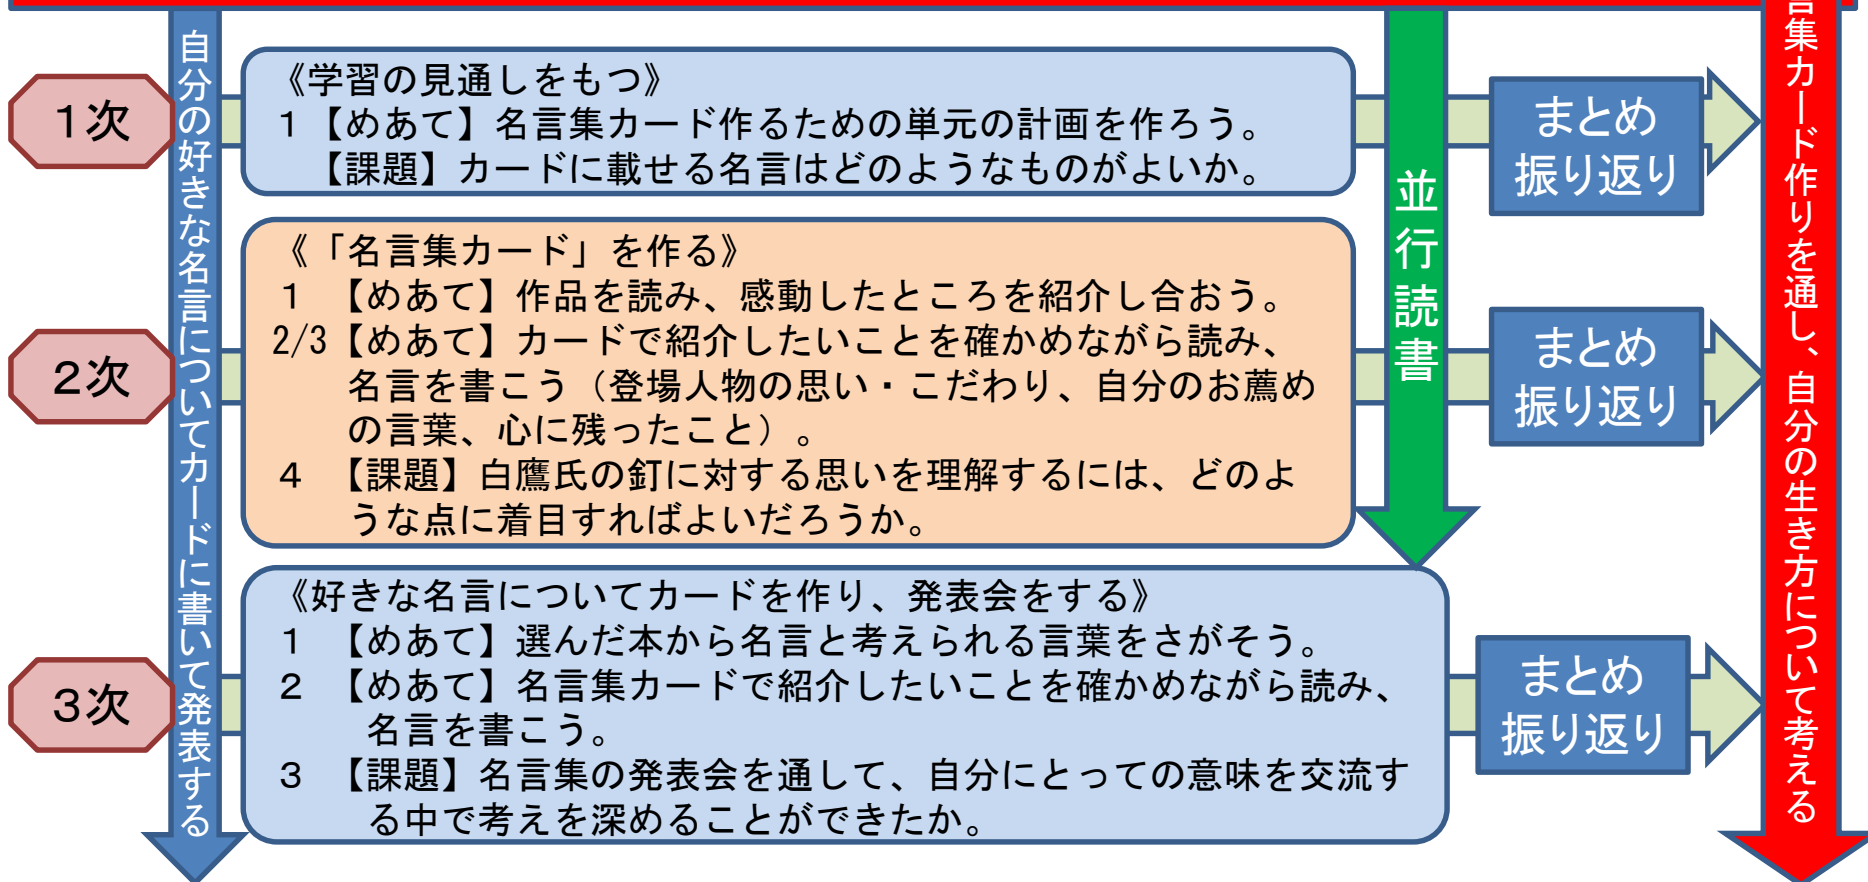 自分の好きな名言についてカードに書いて発表する
1次
《学習の見通しをもつ》
1【めあて】名言集カード作るための単元の計画を作ろう。
【課題】カードに載せる名言はどのようなものがよいか。
まとめ
振り返り
2次
《「名言集カード」を作る》
1 【めあて】作品を読み、感動したところを紹介し合おう。
2/3【めあて】カードで紹介したいことを確かめながら読み、
名言を書こう（登場人物の思い・こだわり、自分のお薦め
の言葉、心に残ったこと）。
4 【課題】白鷹氏の釘に対する思いを理解するには、どのよ
うな点に着目すればよいだろうか。
まとめ
振り返り
3次
《好きな名言についてカードを作り、発表会をする》
1 【めあて】選んだ本から名言と考えられる言葉をさがそう。
2 【めあて】名言集カードで紹介したいことを確かめながら読み、
名言を書こう。
3 【課題】名言集の発表会を通して、自分にとっての意味を交流す
る中で考えを深めることができたか。
まとめ
振り返り
並行読書
言集カード作りを通し、自分の生き方について考える